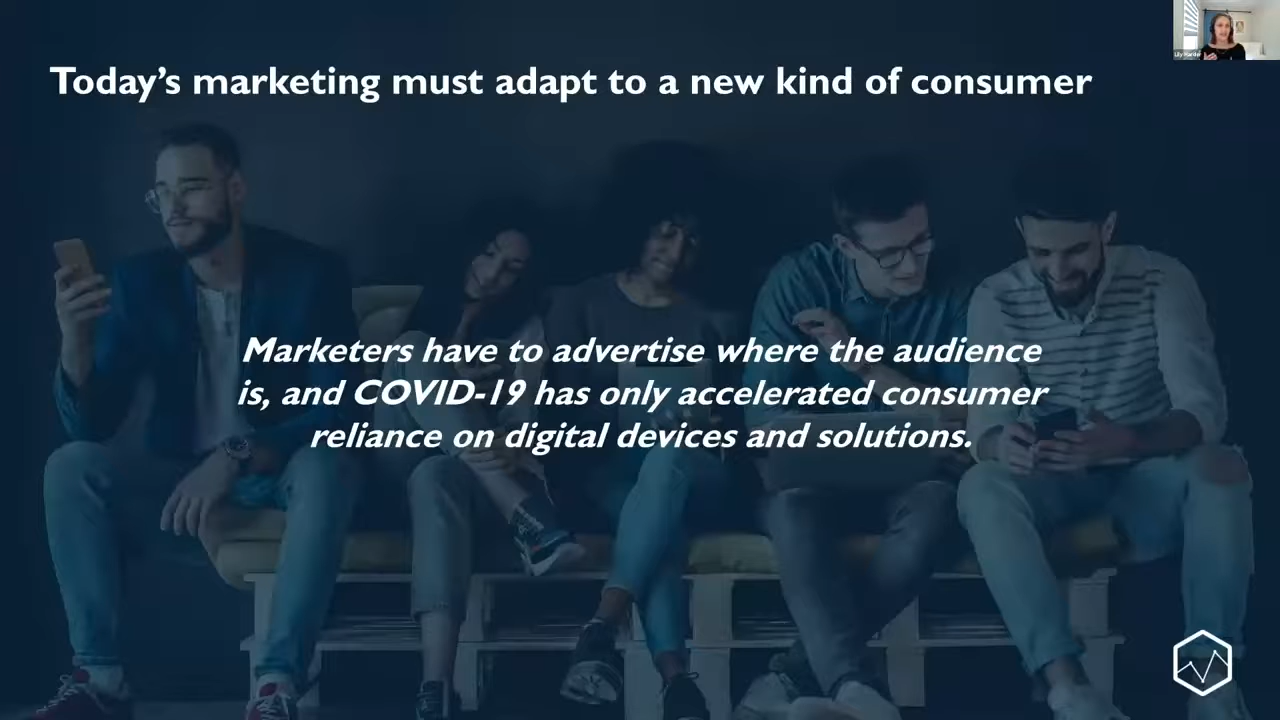 Today's marketing must adapt to a new kind of consumer
Marketers have to advertise where the audience
is, and COVID-19 has only accelerated consumer
reliance on digital devices and solutions.